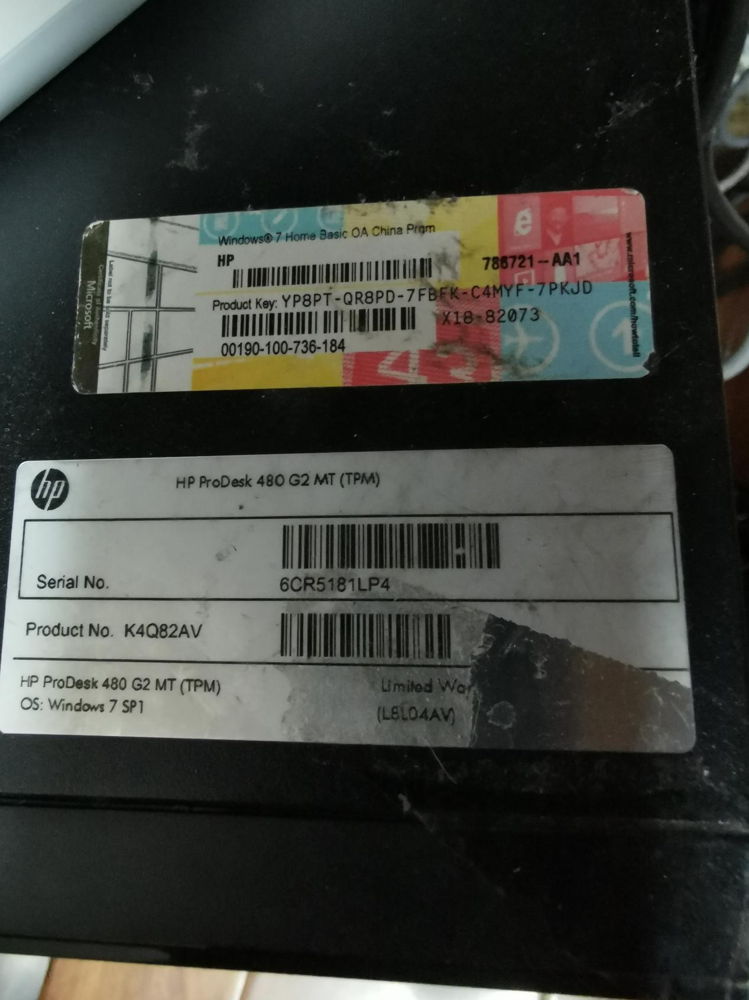 Windows® 7 Home Basic OA China Prgm
HP
786721-AA1
Product Key: YP8PT-QR8PD-7FBFK-C4MYF-7PKJD
X18-82073
00190-100-736-184
Label not to be sold separately
Certificate of Authenticity
Microsoft
www.microsoft.com/howtotell
hp
HP ProDesk 480 G2 MT (TPM)
Serial No. 6CR5181LP4
Product No. K4Q82AV
HP ProDesk 480 G2 MT (TPM)
Limited War
OS: Windows 7 SP1
(L8L04AV)